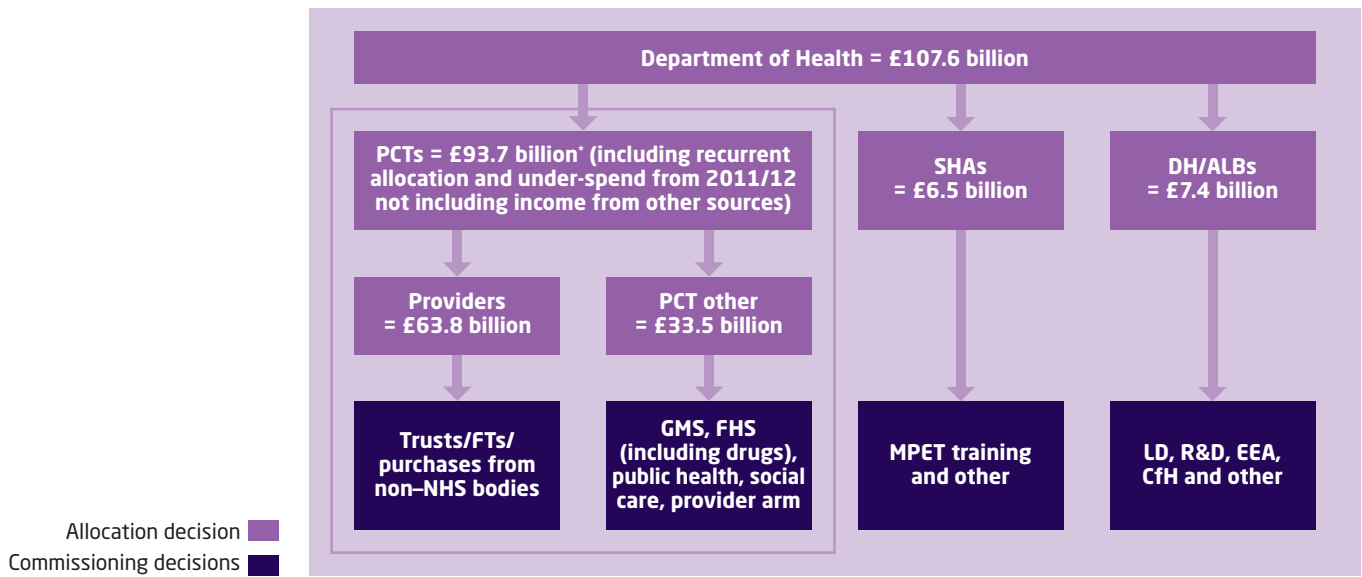 Department of Health = £107.6 billion
PCTs = £93.7 billion* (including recurrent
allocation and under-spend from 2011/12
not including income from other sources)
SHAs
= £6.5 billion
DH/ALBs
= £7.4 billion
Providers
= £63.8 billion
PCT other
= £33.5 billion
Trusts/FTs/
purchases from
non–NHS bodies
GMS, FHS
(including drugs),
public health, social
care, provider arm
MPET training
and other
LD, R&D, EEA,
CfH and other
Allocation decision
Commissioning decisions